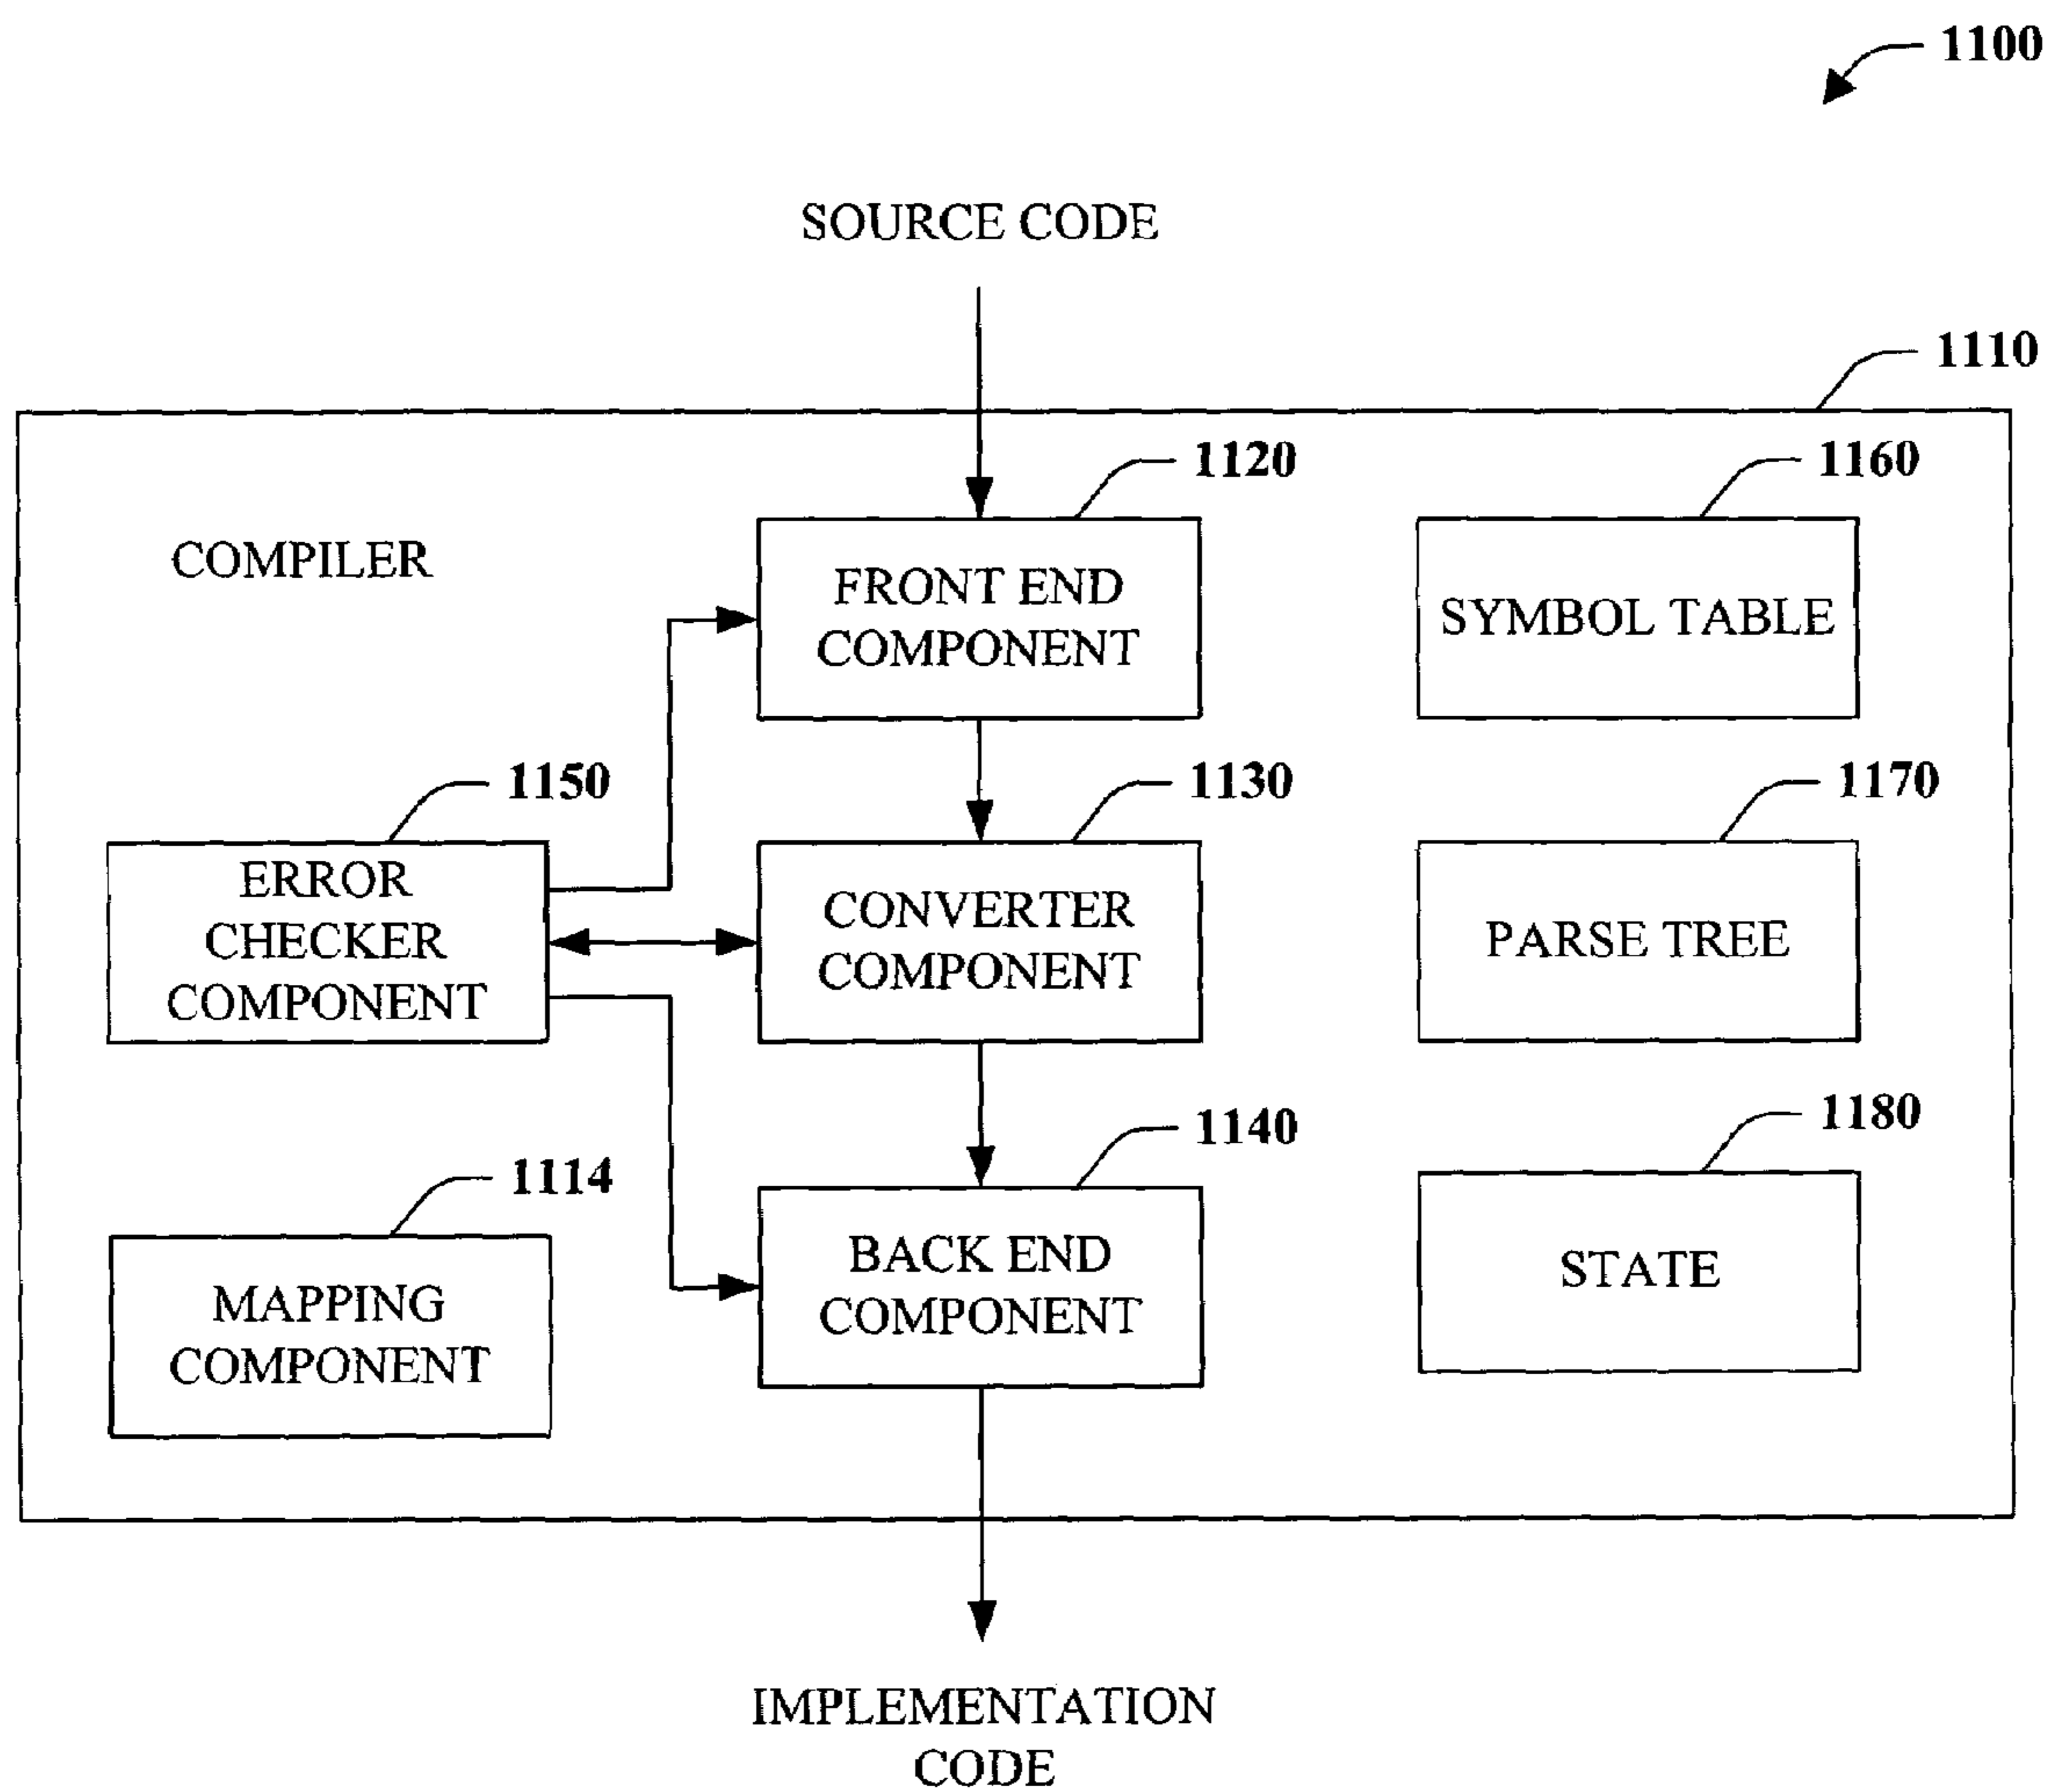 1100
SOURCE CODE
1110
1120
1160
COMPILER
FRONT END
COMPONENT
SYMBOL TABLE
1150
1130
1170
ERROR
CHECKER
COMPONENT
CONVERTER
COMPONENT
PARSE TREE
1114
1140
1180
MAPPING
COMPONENT
BACK END
COMPONENT
STATE
IMPLEMENTATION
CODE